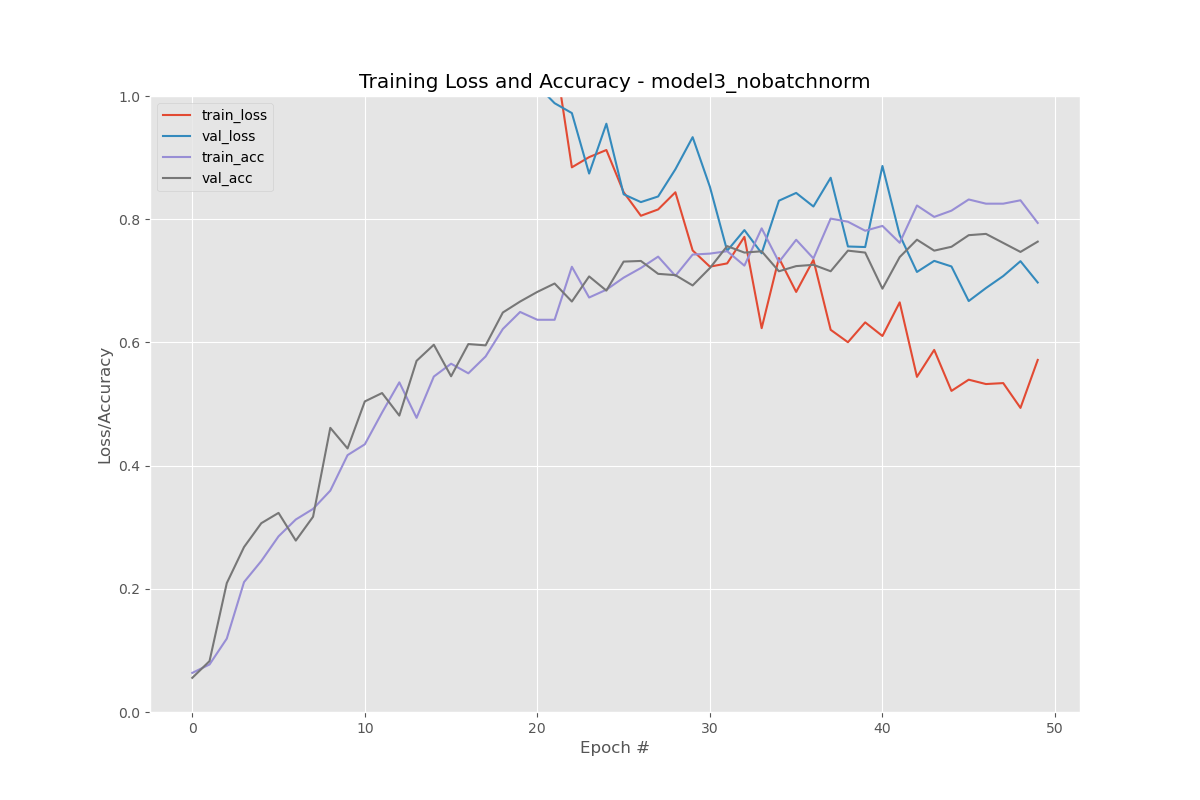 Training Loss and Accuracy - model3_nobatchnorm
1.0
train_loss
val_loss
train_acc
val_acc
0.8
0.6
Loss/Accuracy
0.4
0.2
0.0
0 10 20 30 40 50
Epoch #